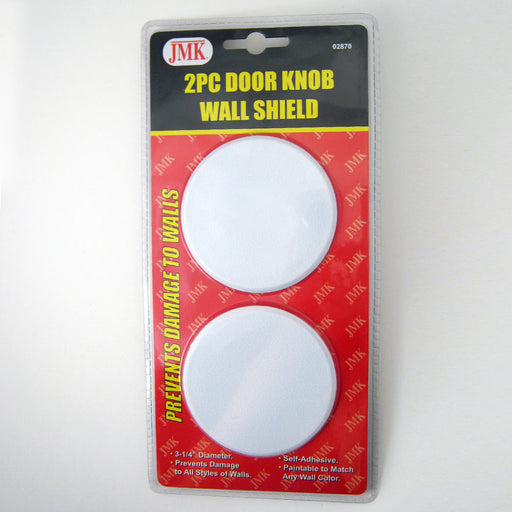 JMK
02870
2PC DOOR KNOB
WALL SHIELD
PREVENTS DAMAGE TO WALLS
• 3-1/4" Diameter.
• Prevents Damage
to All Styles of Walls.
• Self-Adhesive.
• Paintable to Match
Any Wall Color.